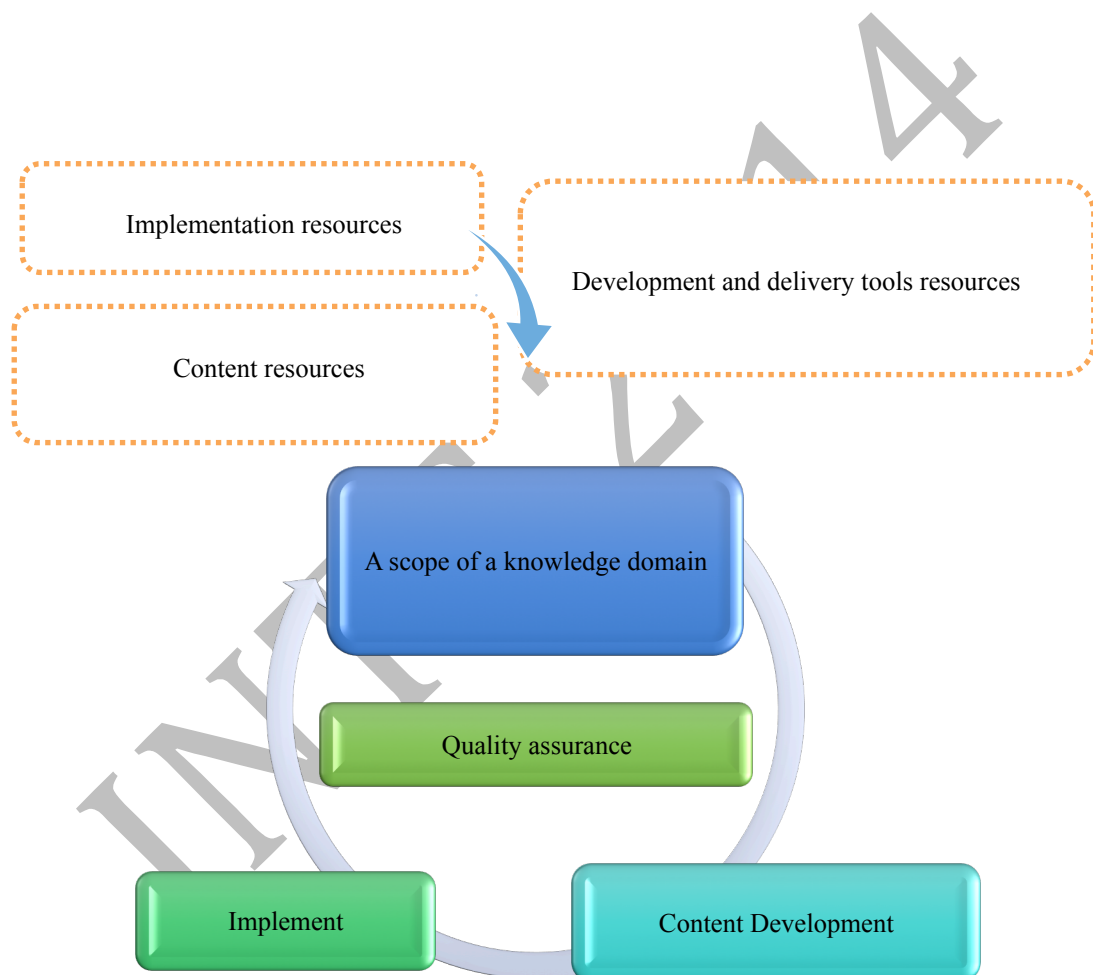 Implementation resources
Development and delivery tools resources
Content resources
A scope of a knowledge domain
Quality assurance
Implement
Content Development